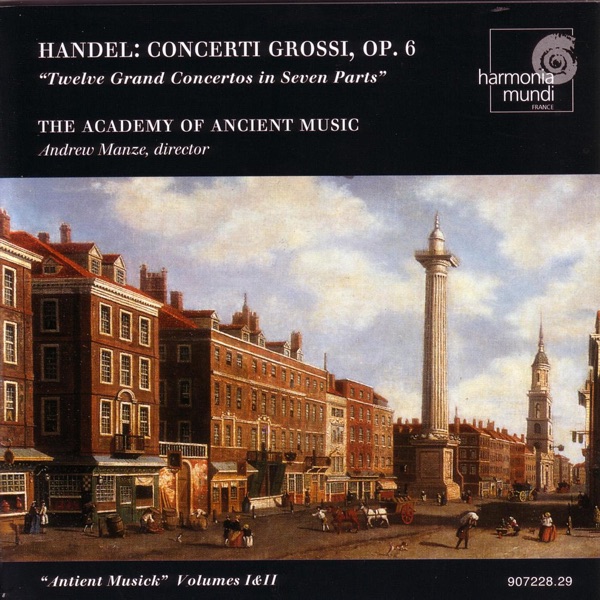 HANDEL: CONCERTI GROSSI, OP. 6
"Twelve Grand Concertos in Seven Parts"
THE ACADEMY OF ANCIENT MUSIC
Andrew Manze, director
harmonia
mundi
FRANCE
"Antient Musick" Volumes I&II
907228.29